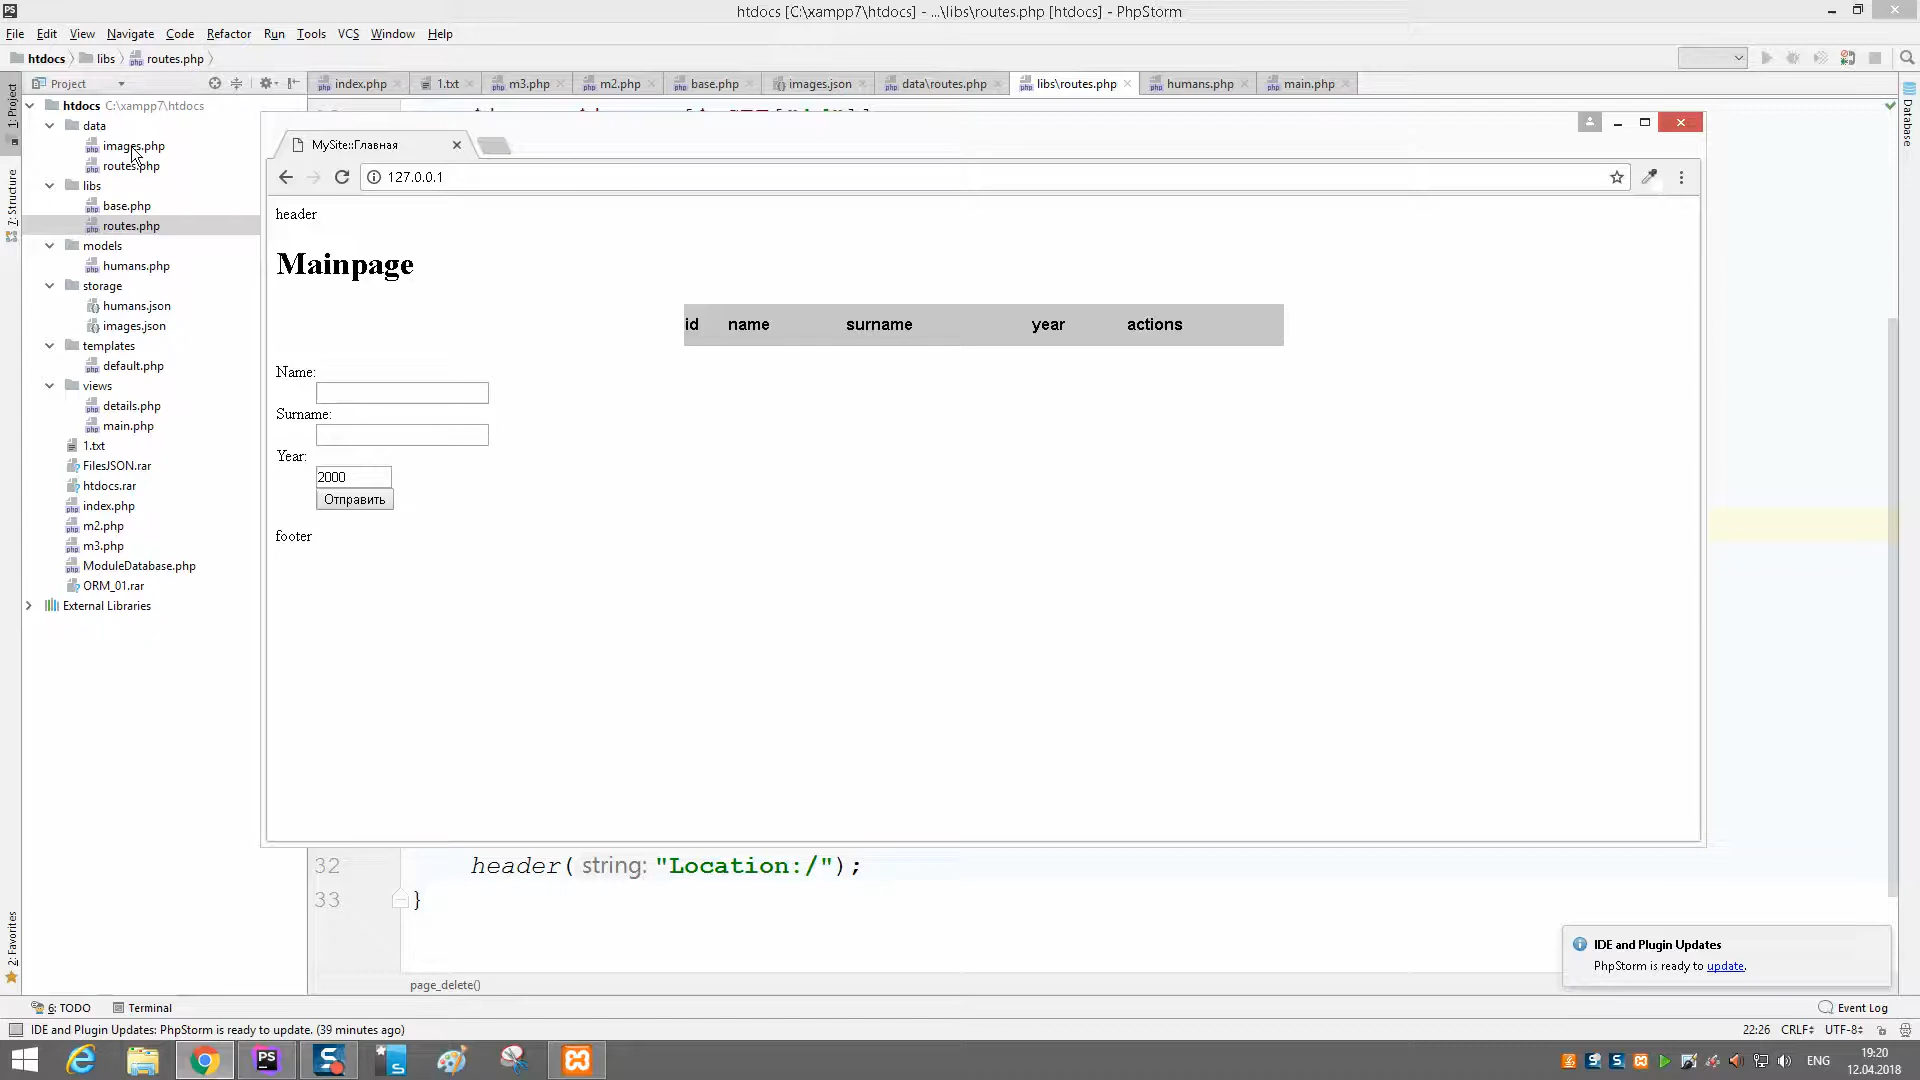 PS
htdocs [C:\xampp7\htdocs] - ...\libs\routes.php [htdocs] - PhpStorm
File Edit View Navigate Code Refactor Run Tools VCS Window Help
htdocs libs routes.php
Project
index.php 1.txt m3.php m2.php base.php images.json data\routes.php libs\routes.php humans.php main.php
1: Project
7: Structure
2: Favorites
Database
htdocs C:\xampp7\htdocs
data
images.php
routes.php
libs
base.php
routes.php
models
humans.php
storage
humans.json
images.json
templates
default.php
views
details.php
main.php
1.txt
FilesJSON.rar
htdocs.rar
index.php
m2.php
m3.php
ModuleDatabase.php
ORM_01.rar
External Libraries
MySite::Главная
127.0.0.1
header
Mainpage
id name surname year actions
Name:
Surname:
Year:
2000
Отправить
footer
32 header( string: "Location:/");
33 }
page_delete()
IDE and Plugin Updates
PhpStorm is ready to update.
6: TODO Terminal Event Log
IDE and Plugin Updates: PhpStorm is ready to update. (39 minutes ago) 22:26 CRLF UTF-8
ENG
19:20
12.04.2018